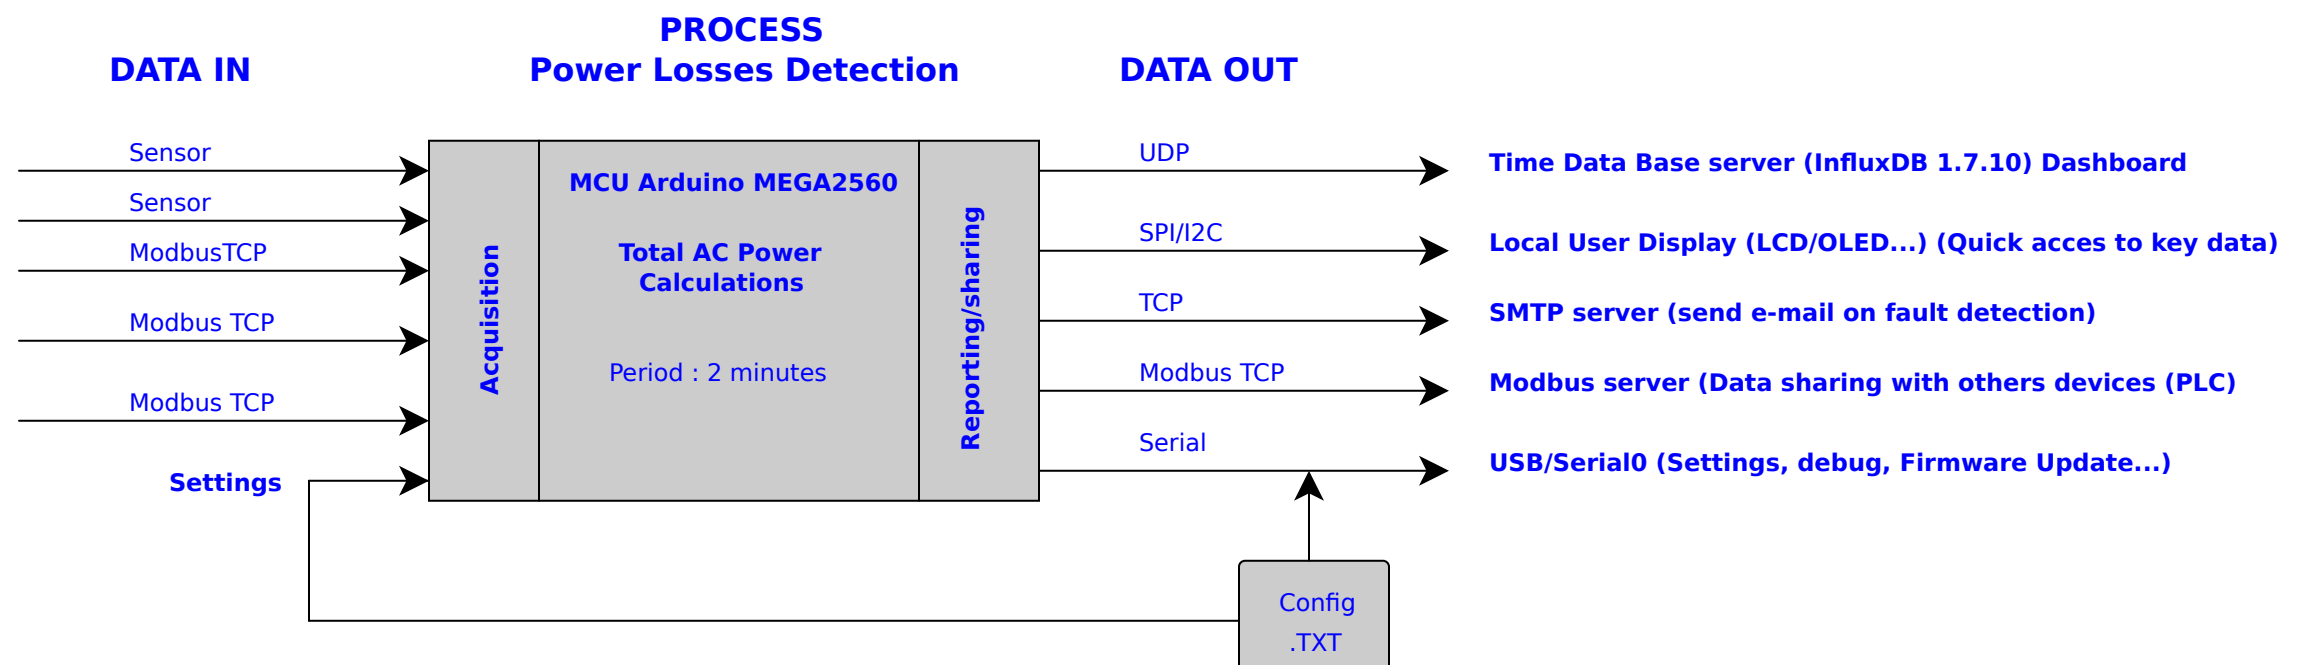 PROCESS
DATA IN
Power Losses Detection
DATA OUT
Sensor
Sensor
ModbusTCP
Modbus TCP
Modbus TCP
Settings
Acquisition
MCU Arduino MEGA2560
Total AC Power
Calculations
Period : 2 minutes
Reporting/sharing
UDP
Time Data Base server (InfluxDB 1.7.10) Dashboard
SPI/I2C
Local User Display (LCD/OLED...) (Quick acces to key data)
TCP
SMTP server (send e-mail on fault detection)
Modbus TCP
Modbus server (Data sharing with others devices (PLC)
Serial
USB/Serial0 (Settings, debug, Firmware Update...)
Config
.TXT